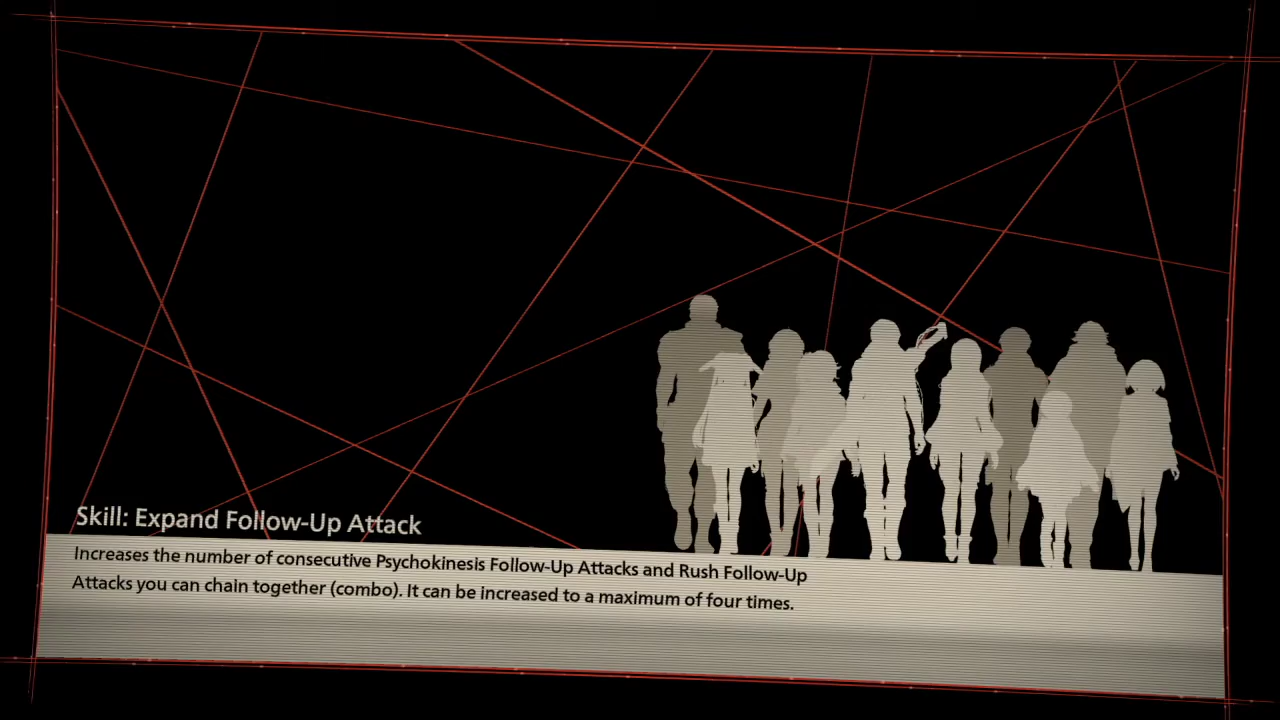 Skill: Expand Follow-Up Attack
Increases the number of consecutive Psychokinesis Follow-Up Attacks and Rush Follow-Up
Attacks you can chain together (combo). It can be increased to a maximum of four times.